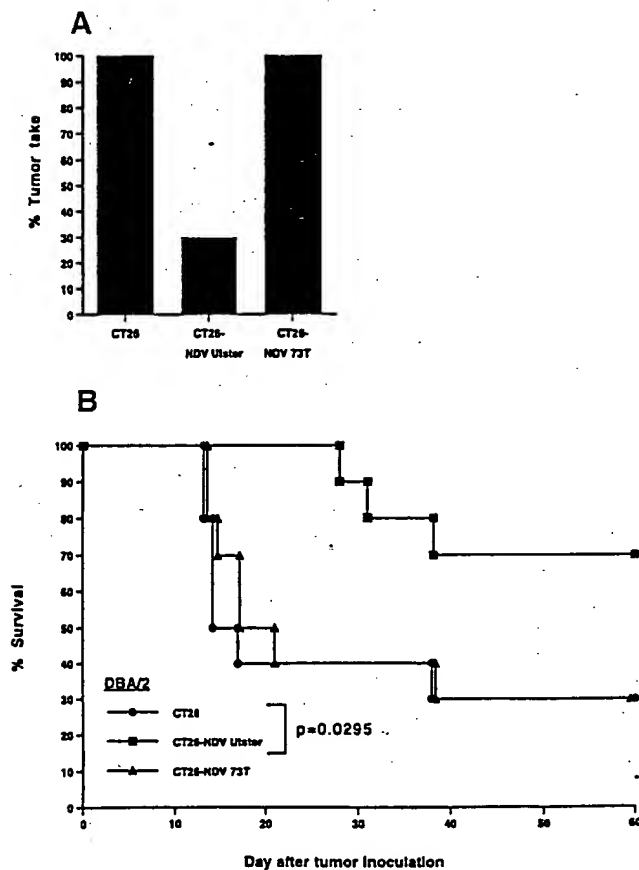 A
% Tumor take
100
90
80
70
60
50
40
30
20
10
0
CT26
CT26-
NDV Ulster
CT26-
NDV 73T
B
% Survival
100
90
80
70
60
50
40
30
20
10
0
DBA/2
CT26
CT26-NDV Ulster
CT26-NDV 73T
p=0.0295
0
10
20
30
40
50
60
Day after tumor inoculation